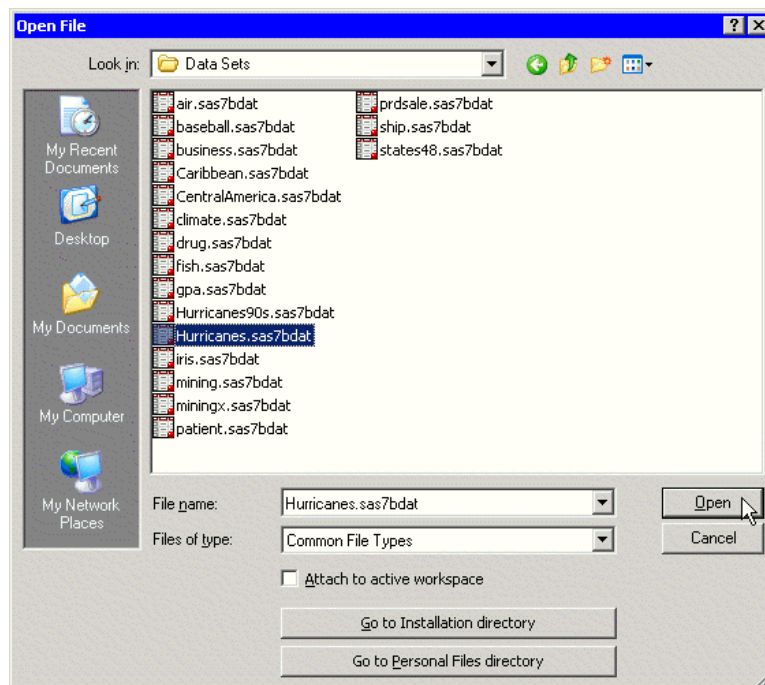 Open File
Look in:
Data Sets
My Recent
Documents
Desktop
My Documents
My Computer
My Network
Places
air.sas7bdat
baseball.sas7bdat
business.sas7bdat
Caribbean.sas7bdat
CentralAmerica.sas7bdat
climate.sas7bdat
drug.sas7bdat
fish.sas7bdat
gpa.sas7bdat
Hurricanes90s.sas7bdat
Hurricanes.sas7bdat
iris.sas7bdat
mining.sas7bdat
miningx.sas7bdat
patient.sas7bdat
prdsale.sas7bdat
ship.sas7bdat
states48.sas7bdat
File name:
Hurricanes.sas7bdat
Open
Files of type:
Common File Types
Cancel
Attach to active workspace
Go to Installation directory
Go to Personal Files directory